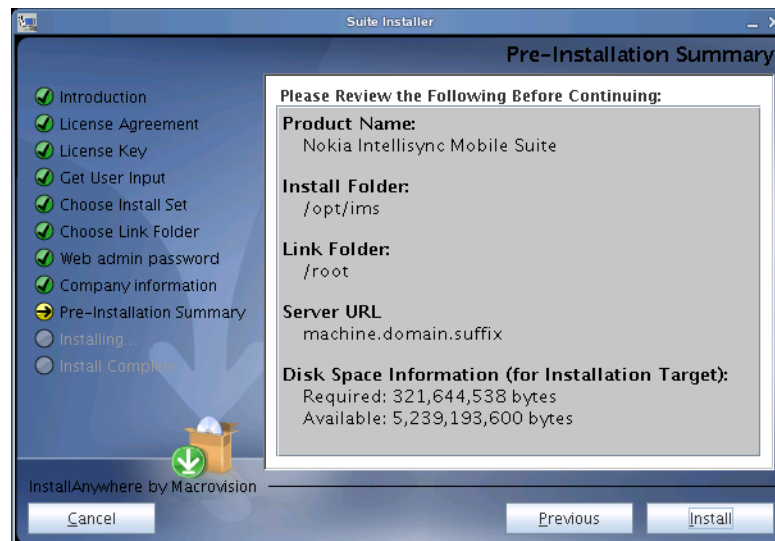 Suite Installer
Pre-Installation Summary
Introduction
License Agreement
License Key
Get User Input
Choose Install Set
Choose Link Folder
Web admin password
Company information
Pre-Installation Summary
Installing...
Install Complete
Please Review the Following Before Continuing:
Product Name:
Nokia Intellisync Mobile Suite
Install Folder:
/opt/ims
Link Folder:
/root
Server URL
machine.domain.suffix
Disk Space Information (for Installation Target):
Required: 321,644,538 bytes
Available: 5,239,193,600 bytes
InstallAnywhere by Macrovision
Cancel
Previous
Install